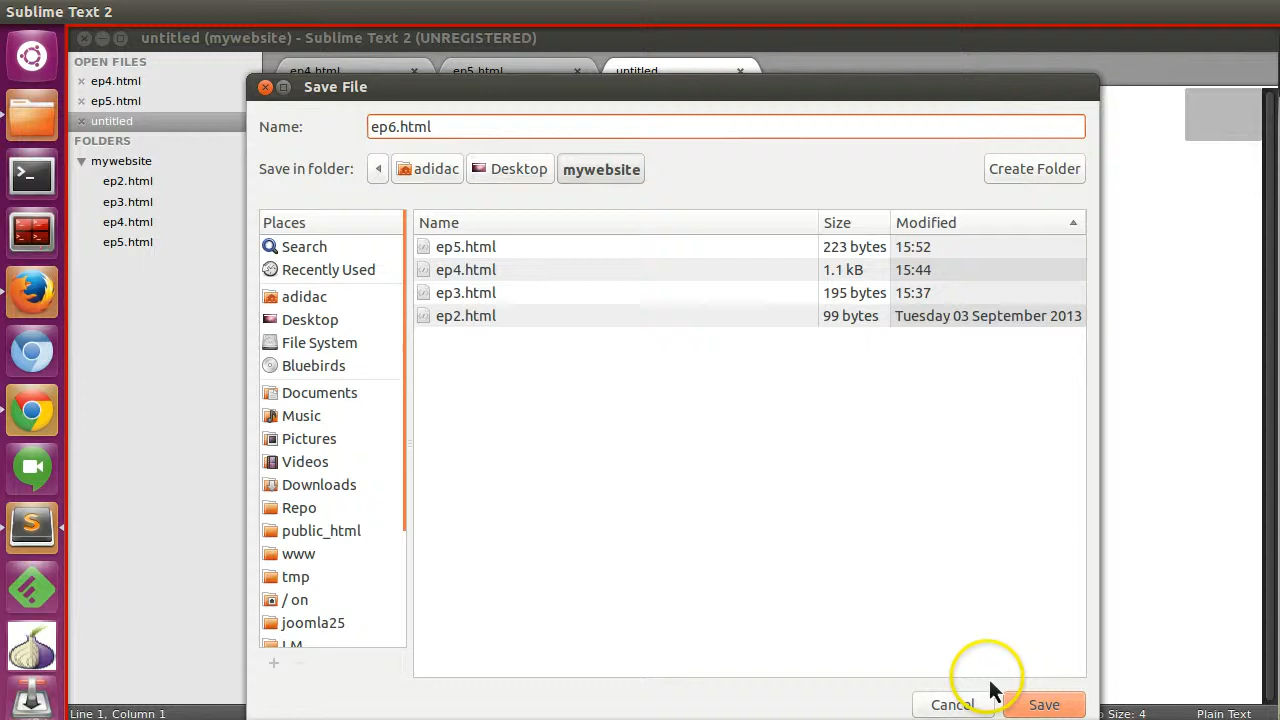 Sublime Text 2
untitled (mywebsite) - Sublime Text 2 (UNREGISTERED)
OPEN FILES
ep4.html
ep5.html
untitled
FOLDERS
mywebsite
ep2.html
ep3.html
ep4.html
ep5.html
ep4.html
ep5.html
untitled
Save File
Name: ep6.html
Save in folder: adidac Desktop mywebsite Create Folder
Places
Search
Recently Used
adidac
Desktop
File System
Bluebirds
Documents
Music
Pictures
Videos
Downloads
Repo
public_html
www
tmp
/ on
joomla25
LM
Name Size Modified
ep5.html 223 bytes 15:52
ep4.html 1.1 kB 15:44
ep3.html 195 bytes 15:37
ep2.html 99 bytes Tuesday 03 September 2013
Cancel Save
Line 1, Column 1 Size: 4 Plain Text